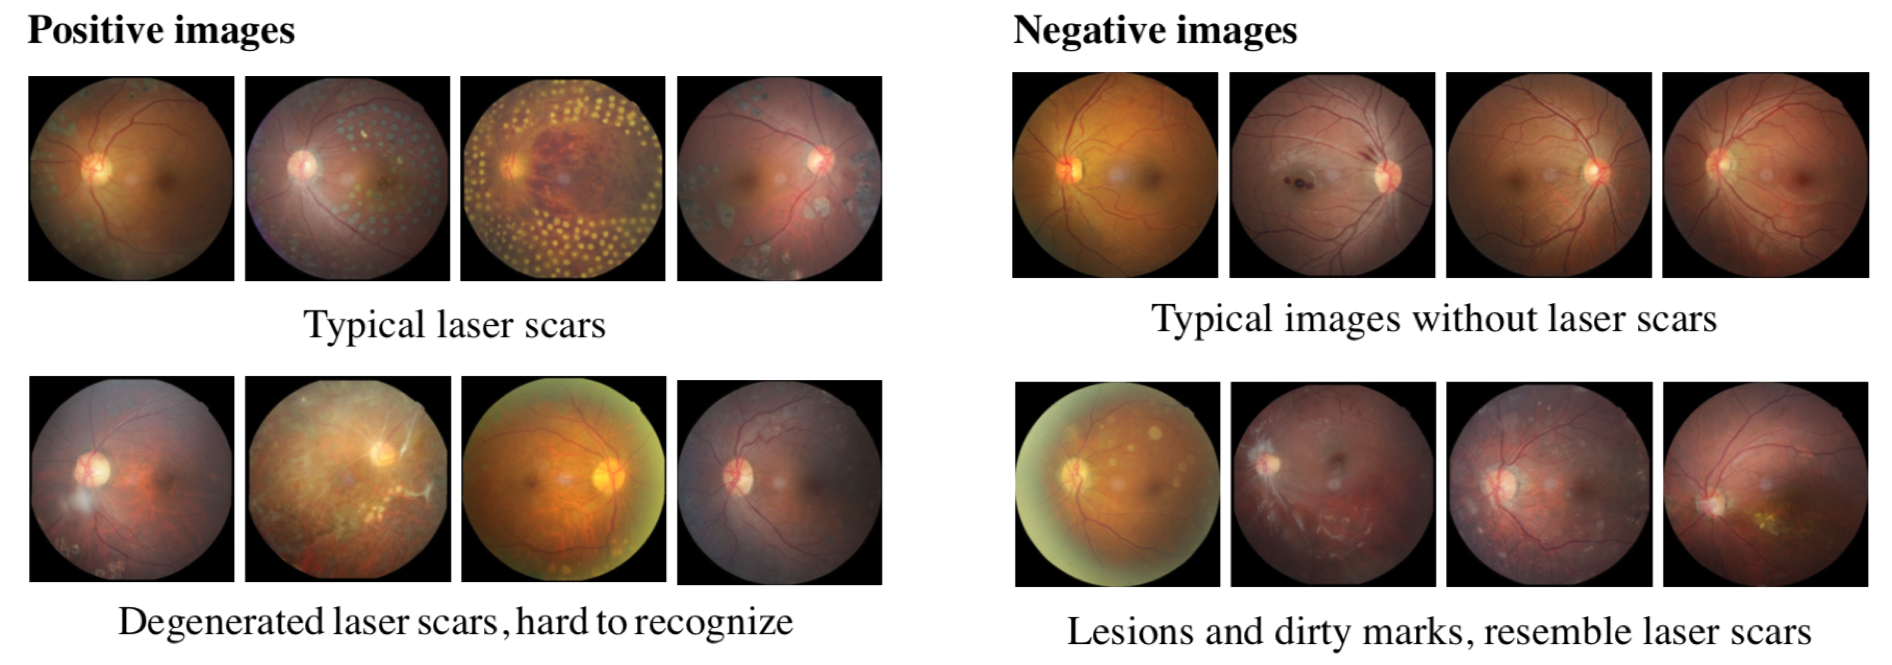 Positive images
Negative images
Typical laser scars
Typical images without laser scars
Degenerated laser scars, hard to recognize
Lesions and dirty marks, resemble laser scars